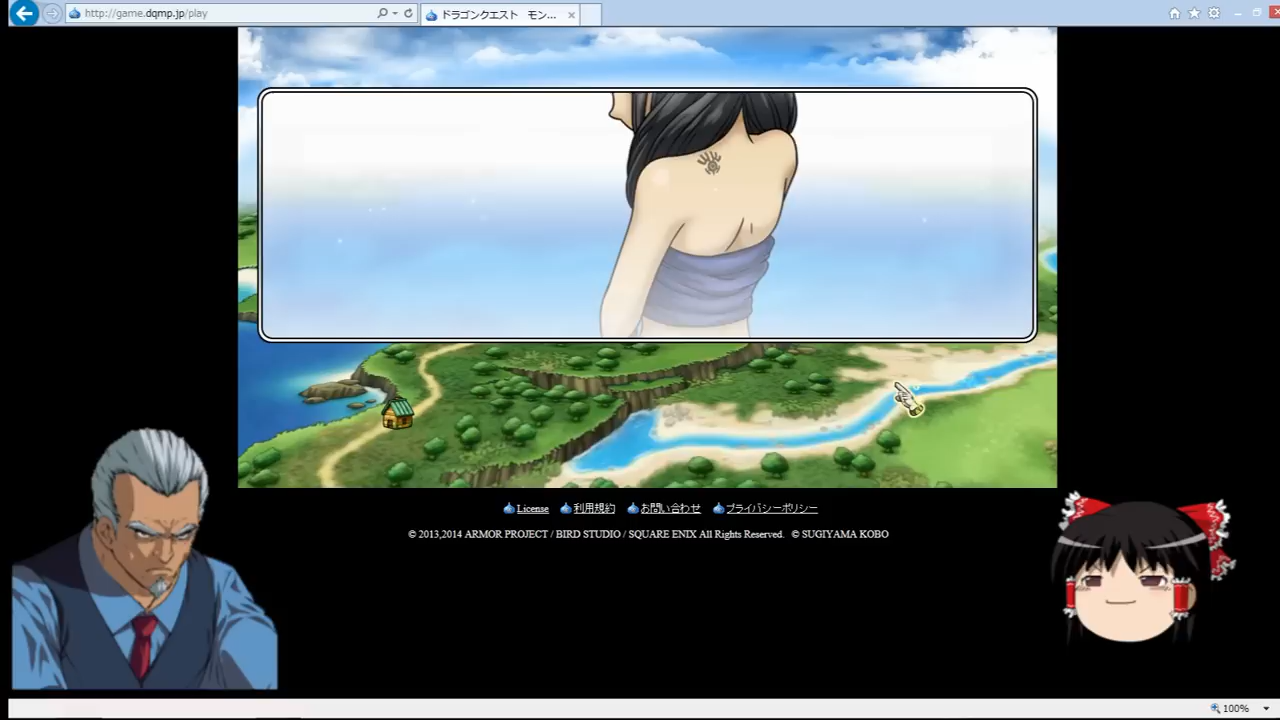 http://game.dqmp.jp/play
ドラゴンクエスト　モン...
License 利用規約 お問い合わせ プライバシーポリシー
© 2013,2014 ARMOR PROJECT / BIRD STUDIO / SQUARE ENIX All Rights Reserved. © SUGIYAMA KOBO
100%